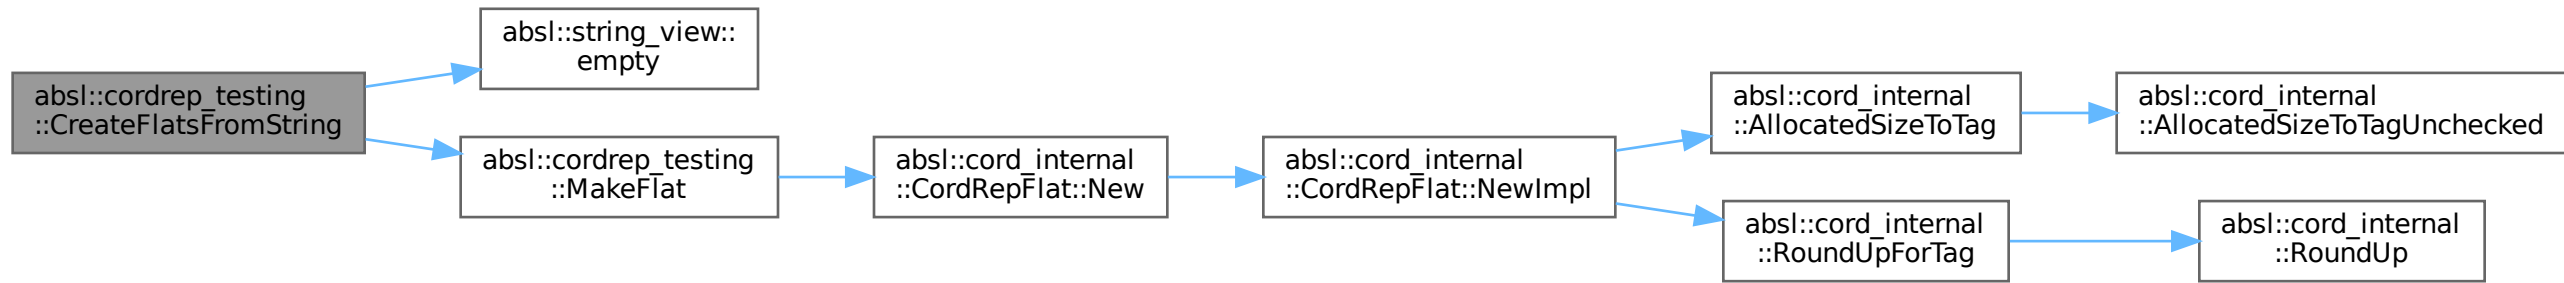 absl::cordrep_testing
::CreateFlatsFromString
absl::string_view::
empty
absl::cordrep_testing
::MakeFlat
absl::cord_internal
::CordRepFlat::New
absl::cord_internal
::CordRepFlat::NewImpl
absl::cord_internal
::AllocatedSizeToTag
absl::cord_internal
::AllocatedSizeToTagUnchecked
absl::cord_internal
::RoundUpForTag
absl::cord_internal
::RoundUp